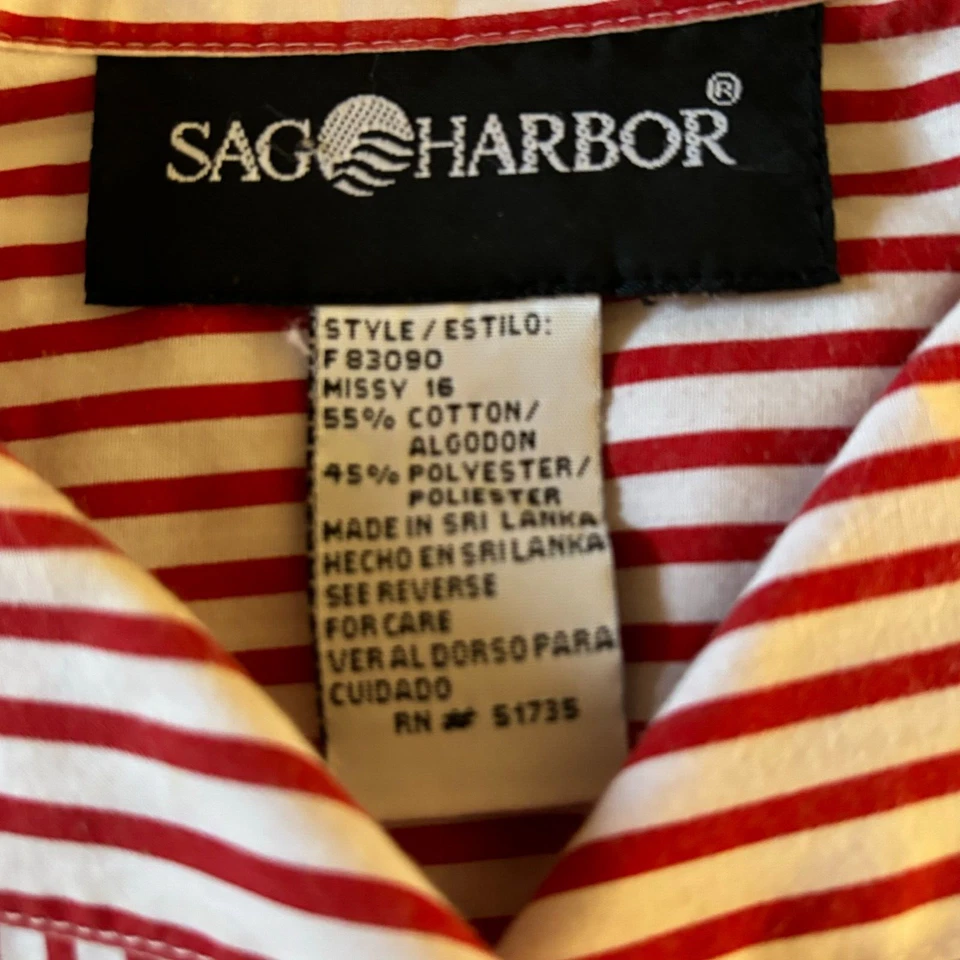 SAG HARBOR®
STYLE / ESTILO:
F 83090
MISSY 16
55% COTTON/
ALGODON
45% POLYESTER/
POLIESTER
MADE IN SRI LANKA
HECHO EN SRI LANKA
SEE REVERSE
FOR CARE
VER AL DORSO PARA
CUIDADO
RN # 51735